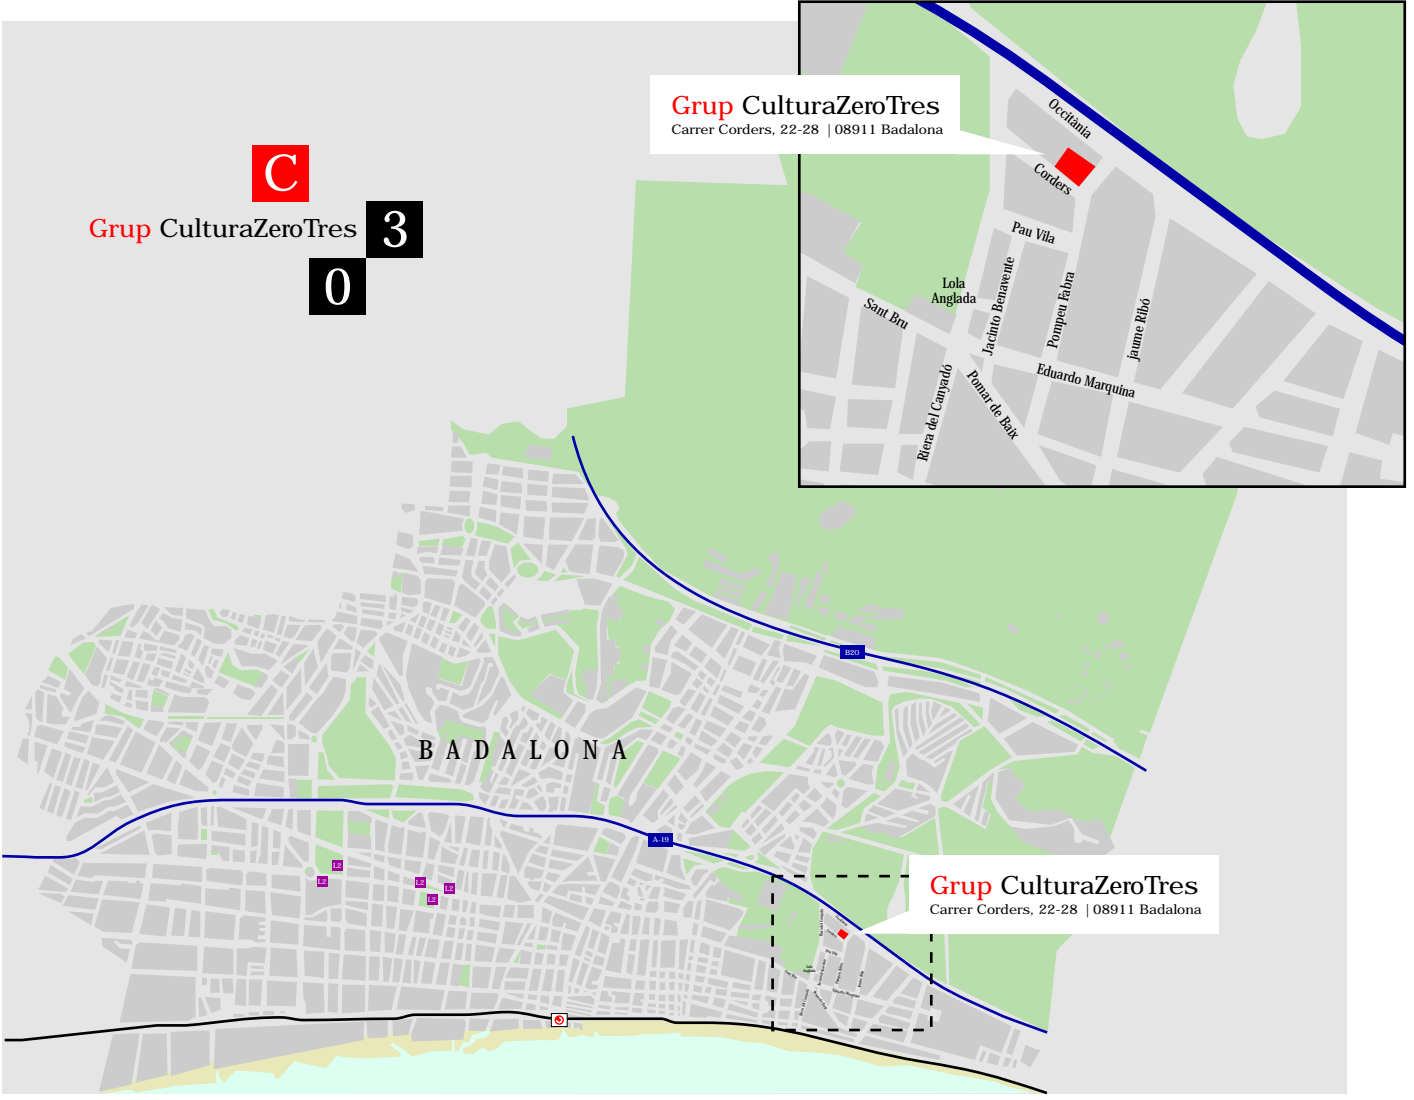 Grup CulturaZeroTres
Carrer Corders, 22-28 | 08911 Badalona
Occitània
Corders
Pau Vila
Lola
Anglada
Sant Bru
Jacinto Benavente
Pompeu Fabra
jaume Ribó
Eduardo Marquina
Riera del Canyadó
Pomar de Baix
C
Grup CulturaZeroTres
3
0
B20
BADALONA
A-19
L2
L2
L2
L2
L2
Grup CulturaZeroTres
Carrer Corders, 22-28 | 08911 Badalona